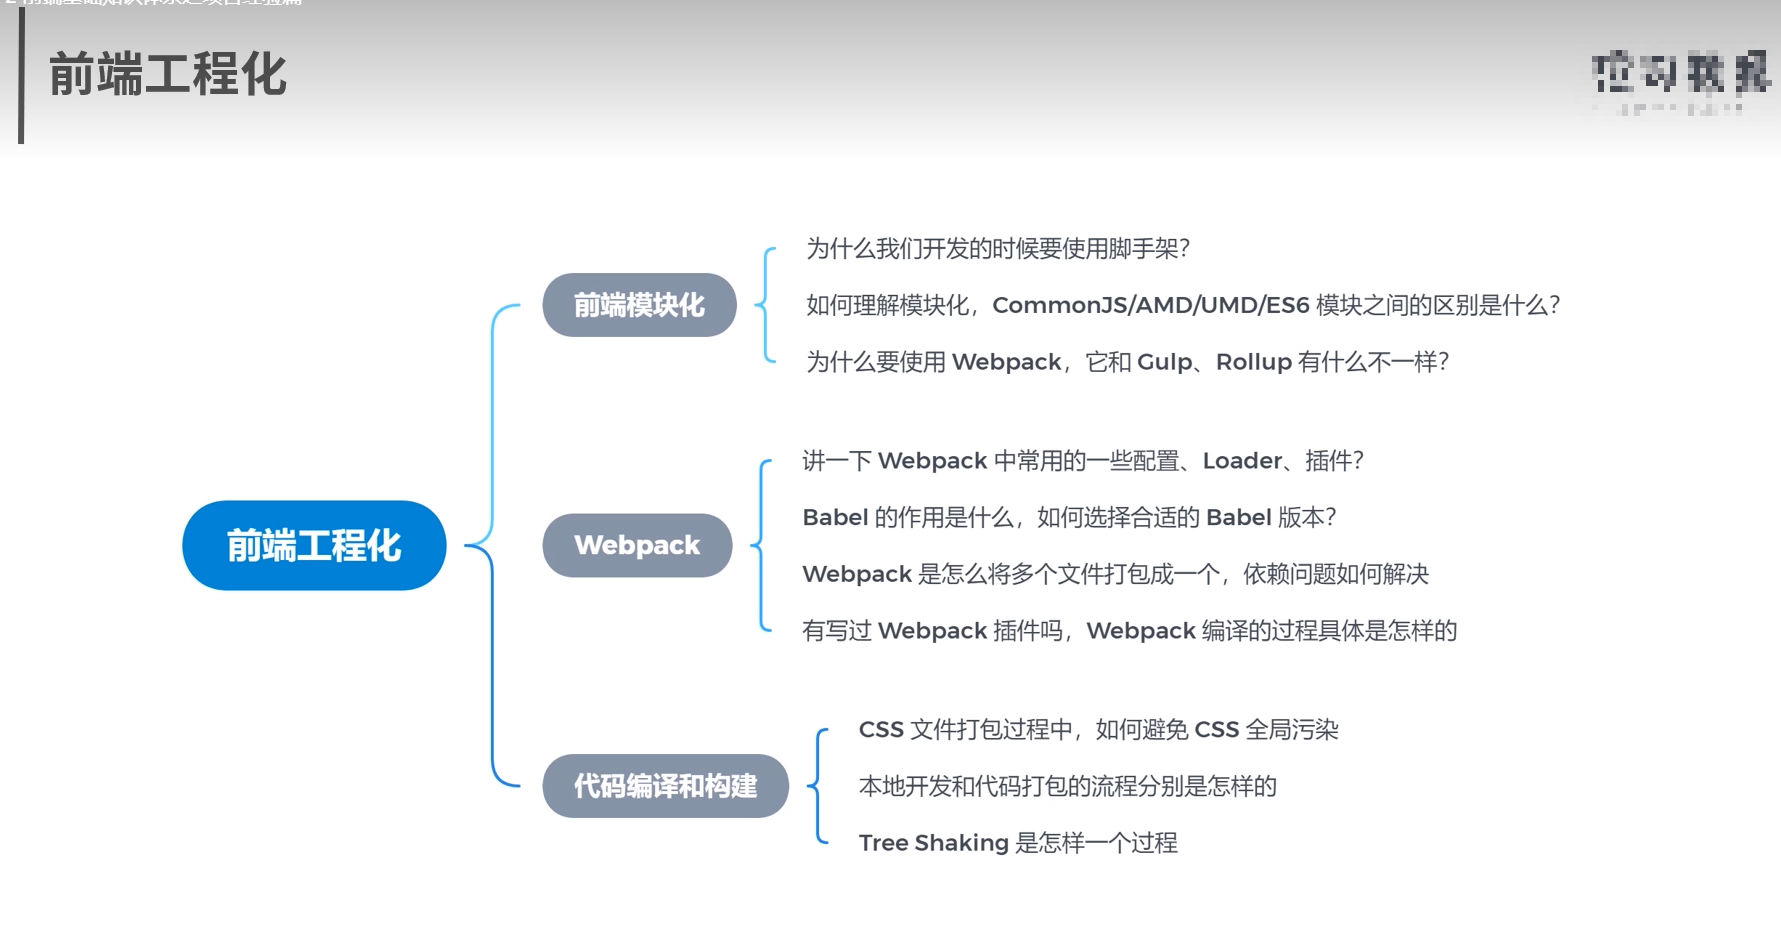 前端工程化
前端模块化
为什么我们开发的时候要使用脚手架?
如何理解模块化，CommonJS/AMD/UMD/ES6 模块之间的区别是什么?
为什么要使用 Webpack，它和 Gulp、Rollup 有什么不一样?
前端工程化
Webpack
讲一下 Webpack 中常用的一些配置、Loader、插件?
Babel 的作用是什么，如何选择合适的 Babel 版本?
Webpack 是怎么将多个文件打包成一个，依赖问题如何解决
有写过 Webpack 插件吗，Webpack 编译的过程具体是怎样的
代码编译和构建
CSS 文件打包过程中，如何避免 CSS 全局污染
本地开发和代码打包的流程分别是怎样的
Tree Shaking 是怎样一个过程